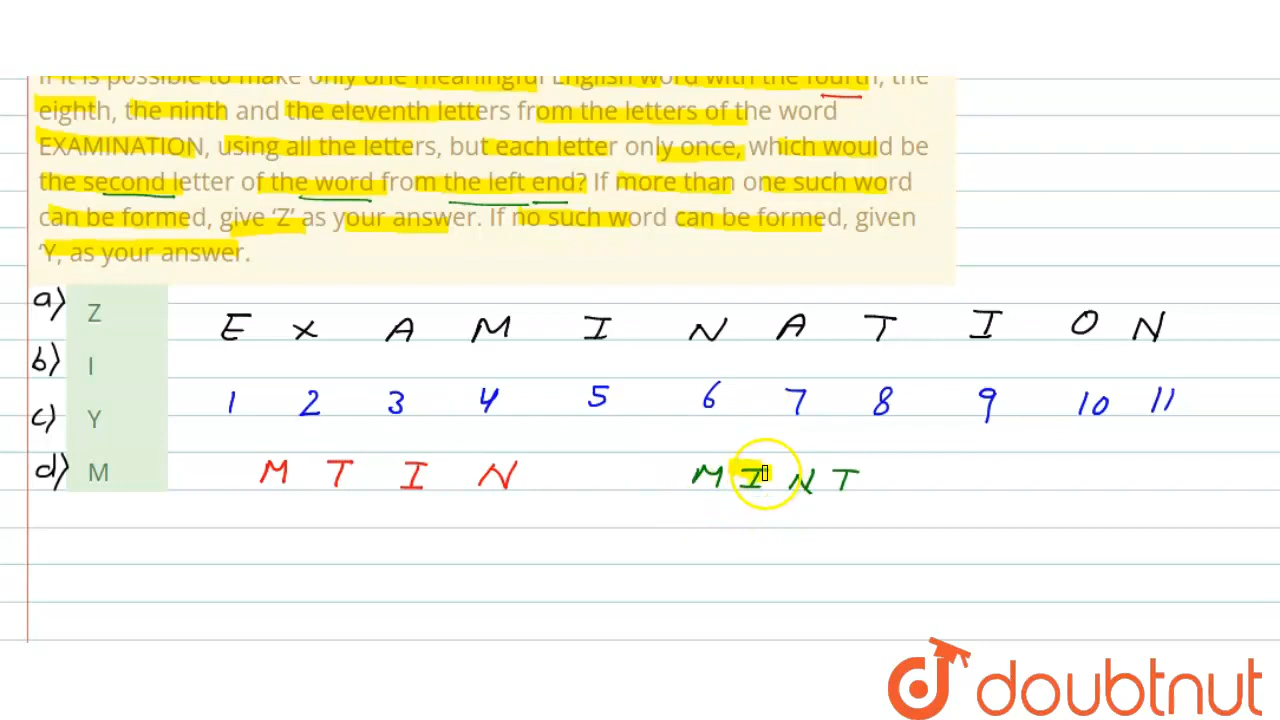 If it is possible to make only one meaningful English word with the fourth, the
eighth, the ninth and the eleventh letters from the letters of the word
EXAMINATION, using all the letters, but each letter only once, which would be
the second letter of the word from the left end? If more than one such word
can be formed, give ‘Z’ as your answer. If no such word can be formed, given
‘Y, as your answer.
a) Z
E X A M I N A T I O N
b) I
1 2 3 4 5 6 7 8 9 10 11
c) Y
d) M
M T I N M I N T
doubtnut